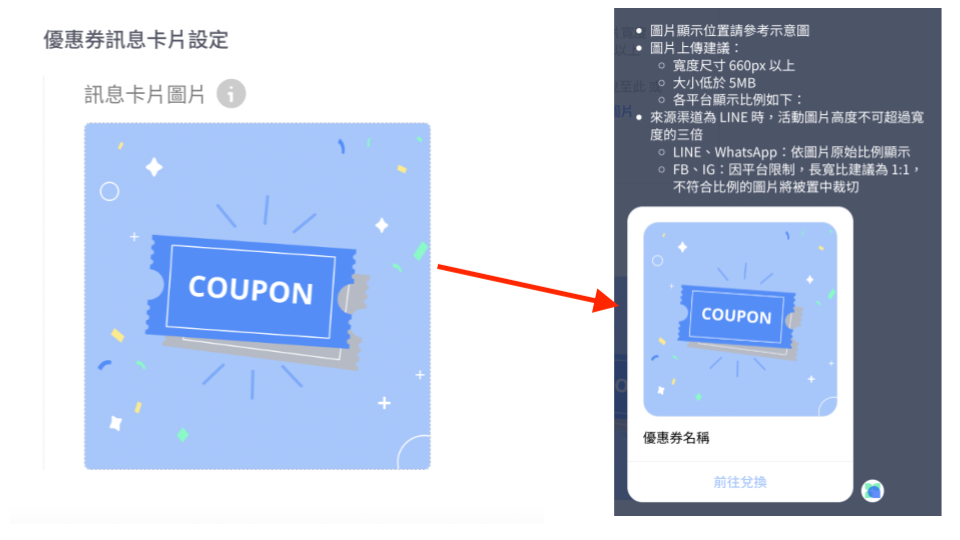 優惠券訊息卡片設定
訊息卡片圖片
COUPON
圖片顯示位置請參考示意圖
圖片上傳建議：
寬度尺寸 660px 以上
大小低於 5MB
各平台顯示比例如下：
來源渠道為 LINE 時，活動圖片高度不可超過寬
度的三倍
LINE、WhatsApp：依圖片原始比例顯示
FB、IG：因平台限制，長寬比建議為 1:1，
不符合比例的圖片將被置中裁切
COUPON
優惠券名稱
前往兌換